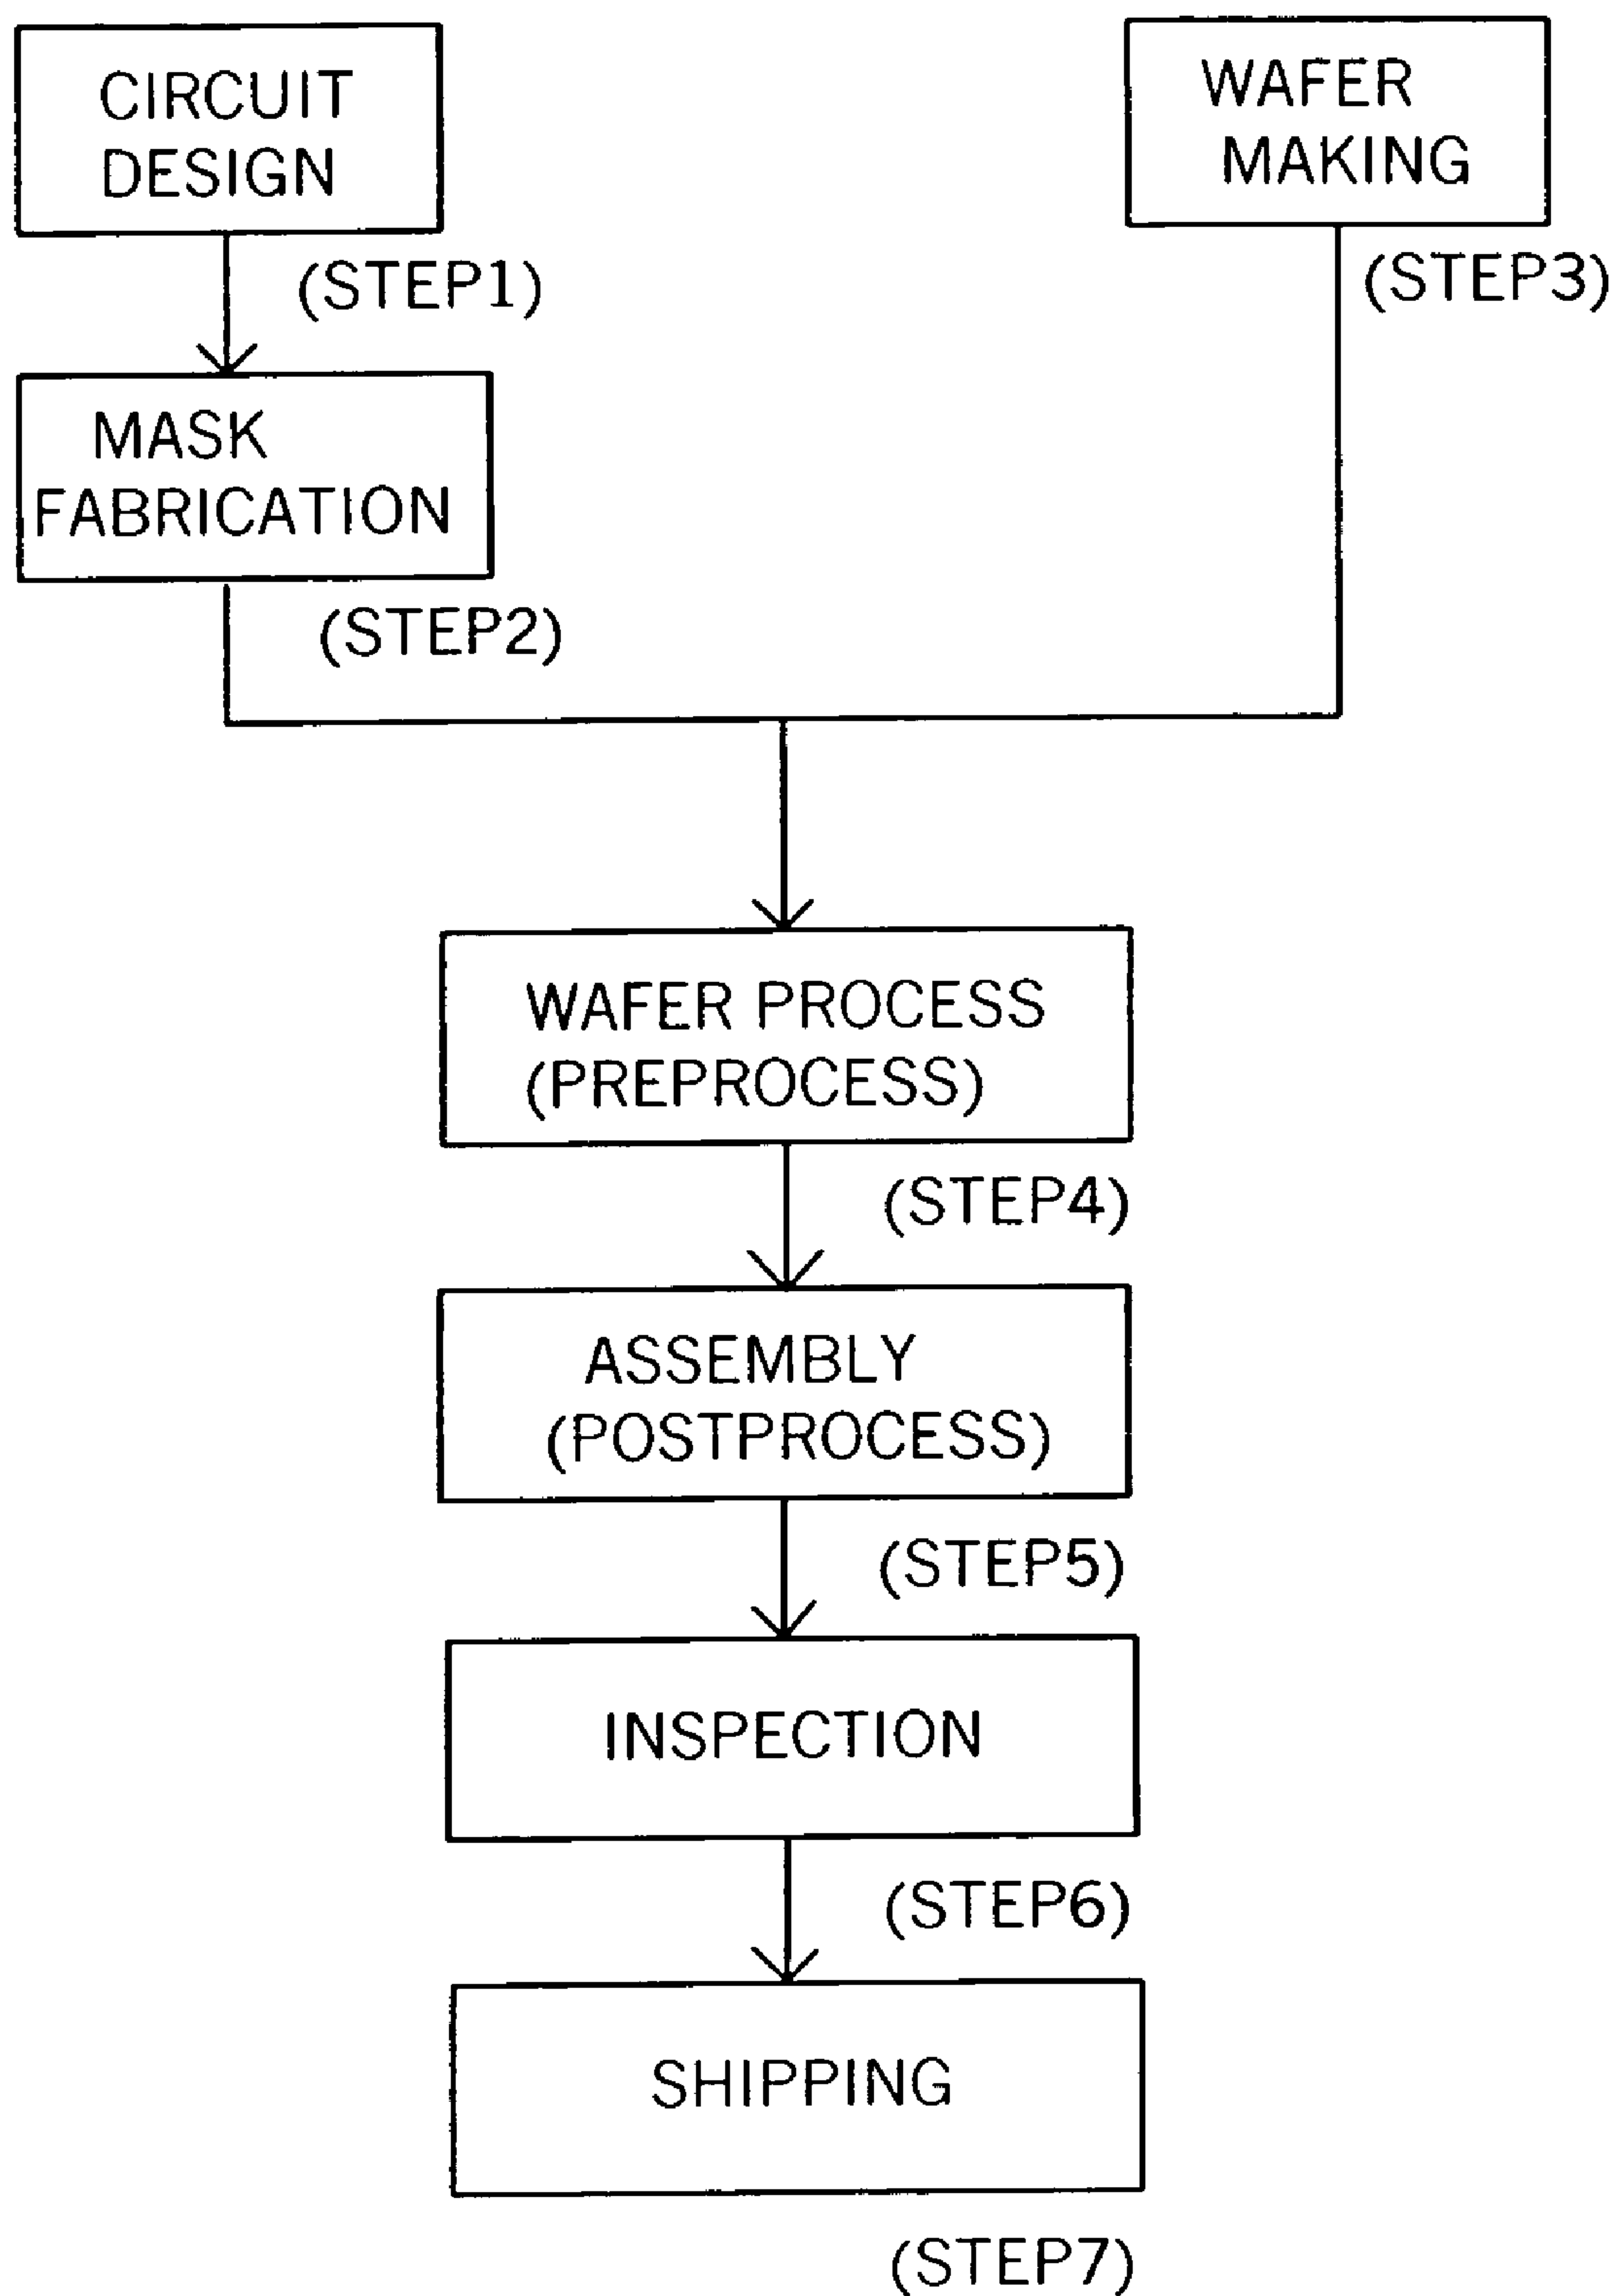 CIRCUIT
DESIGN
(STEP1)
MASK
FABRICATION
(STEP2)
WAFER
MAKING
(STEP3)
WAFER PROCESS
(PREPROCESS)
(STEP4)
ASSEMBLY
(POSTPROCESS)
(STEP5)
INSPECTION
(STEP6)
SHIPPING
(STEP7)